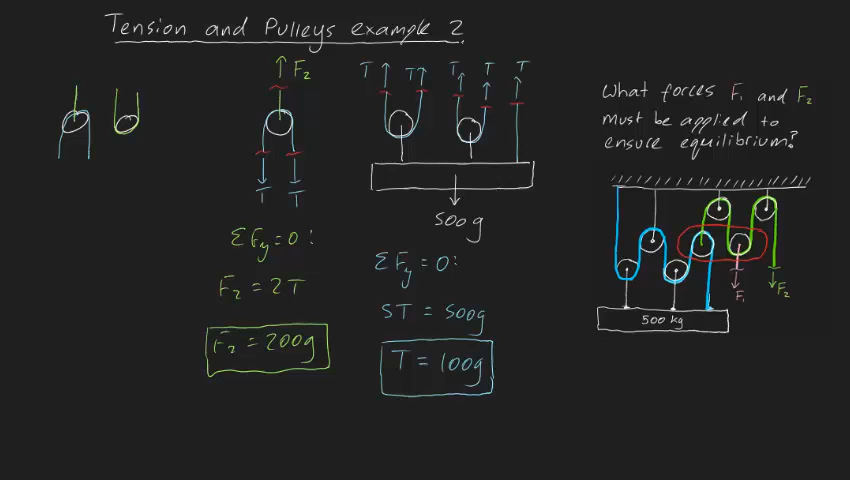 Tension and Pulleys example 2
F₂
T T T T T
T T
500g
ΣFy=0:
F₂ = 2T
F₂ = 200g
ΣFy=0:
5T = 500g
T = 100g
What forces F₁ and F₂
must be applied to
ensure equilibrium?
F₁ F₂
500 kg